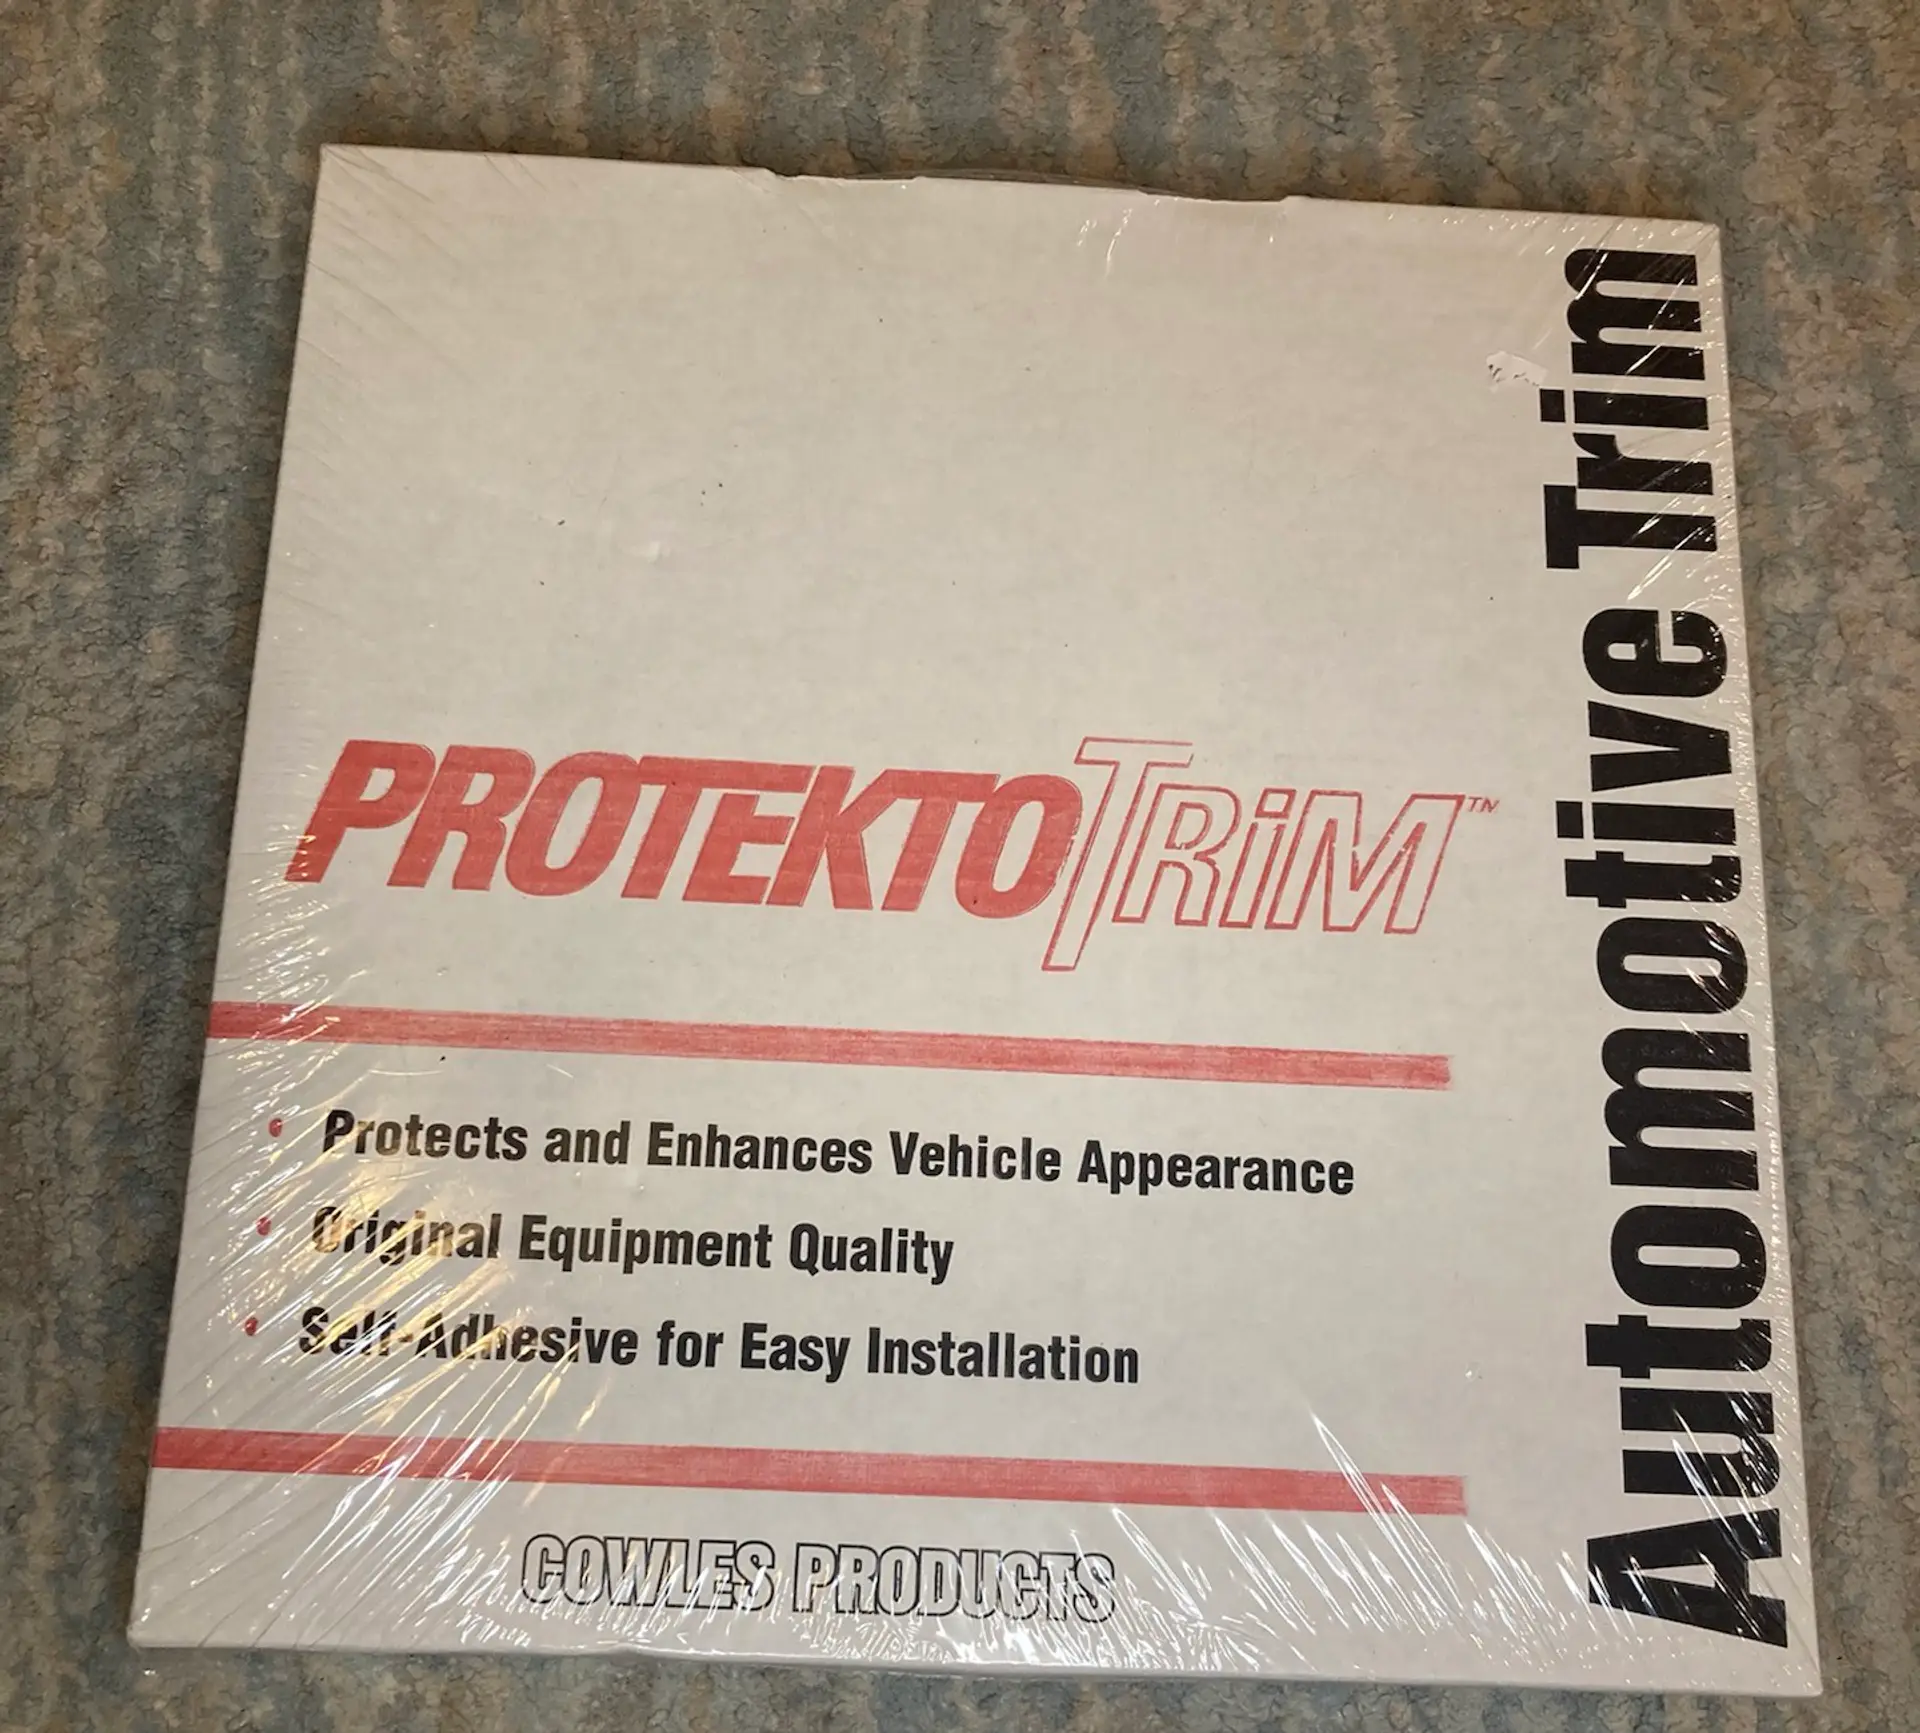 PROTEKTOTRiM™
• Protects and Enhances Vehicle Appearance
• Original Equipment Quality
• Self-Adhesive for Easy Installation
COWLES PRODUCTS
Automotive Trim